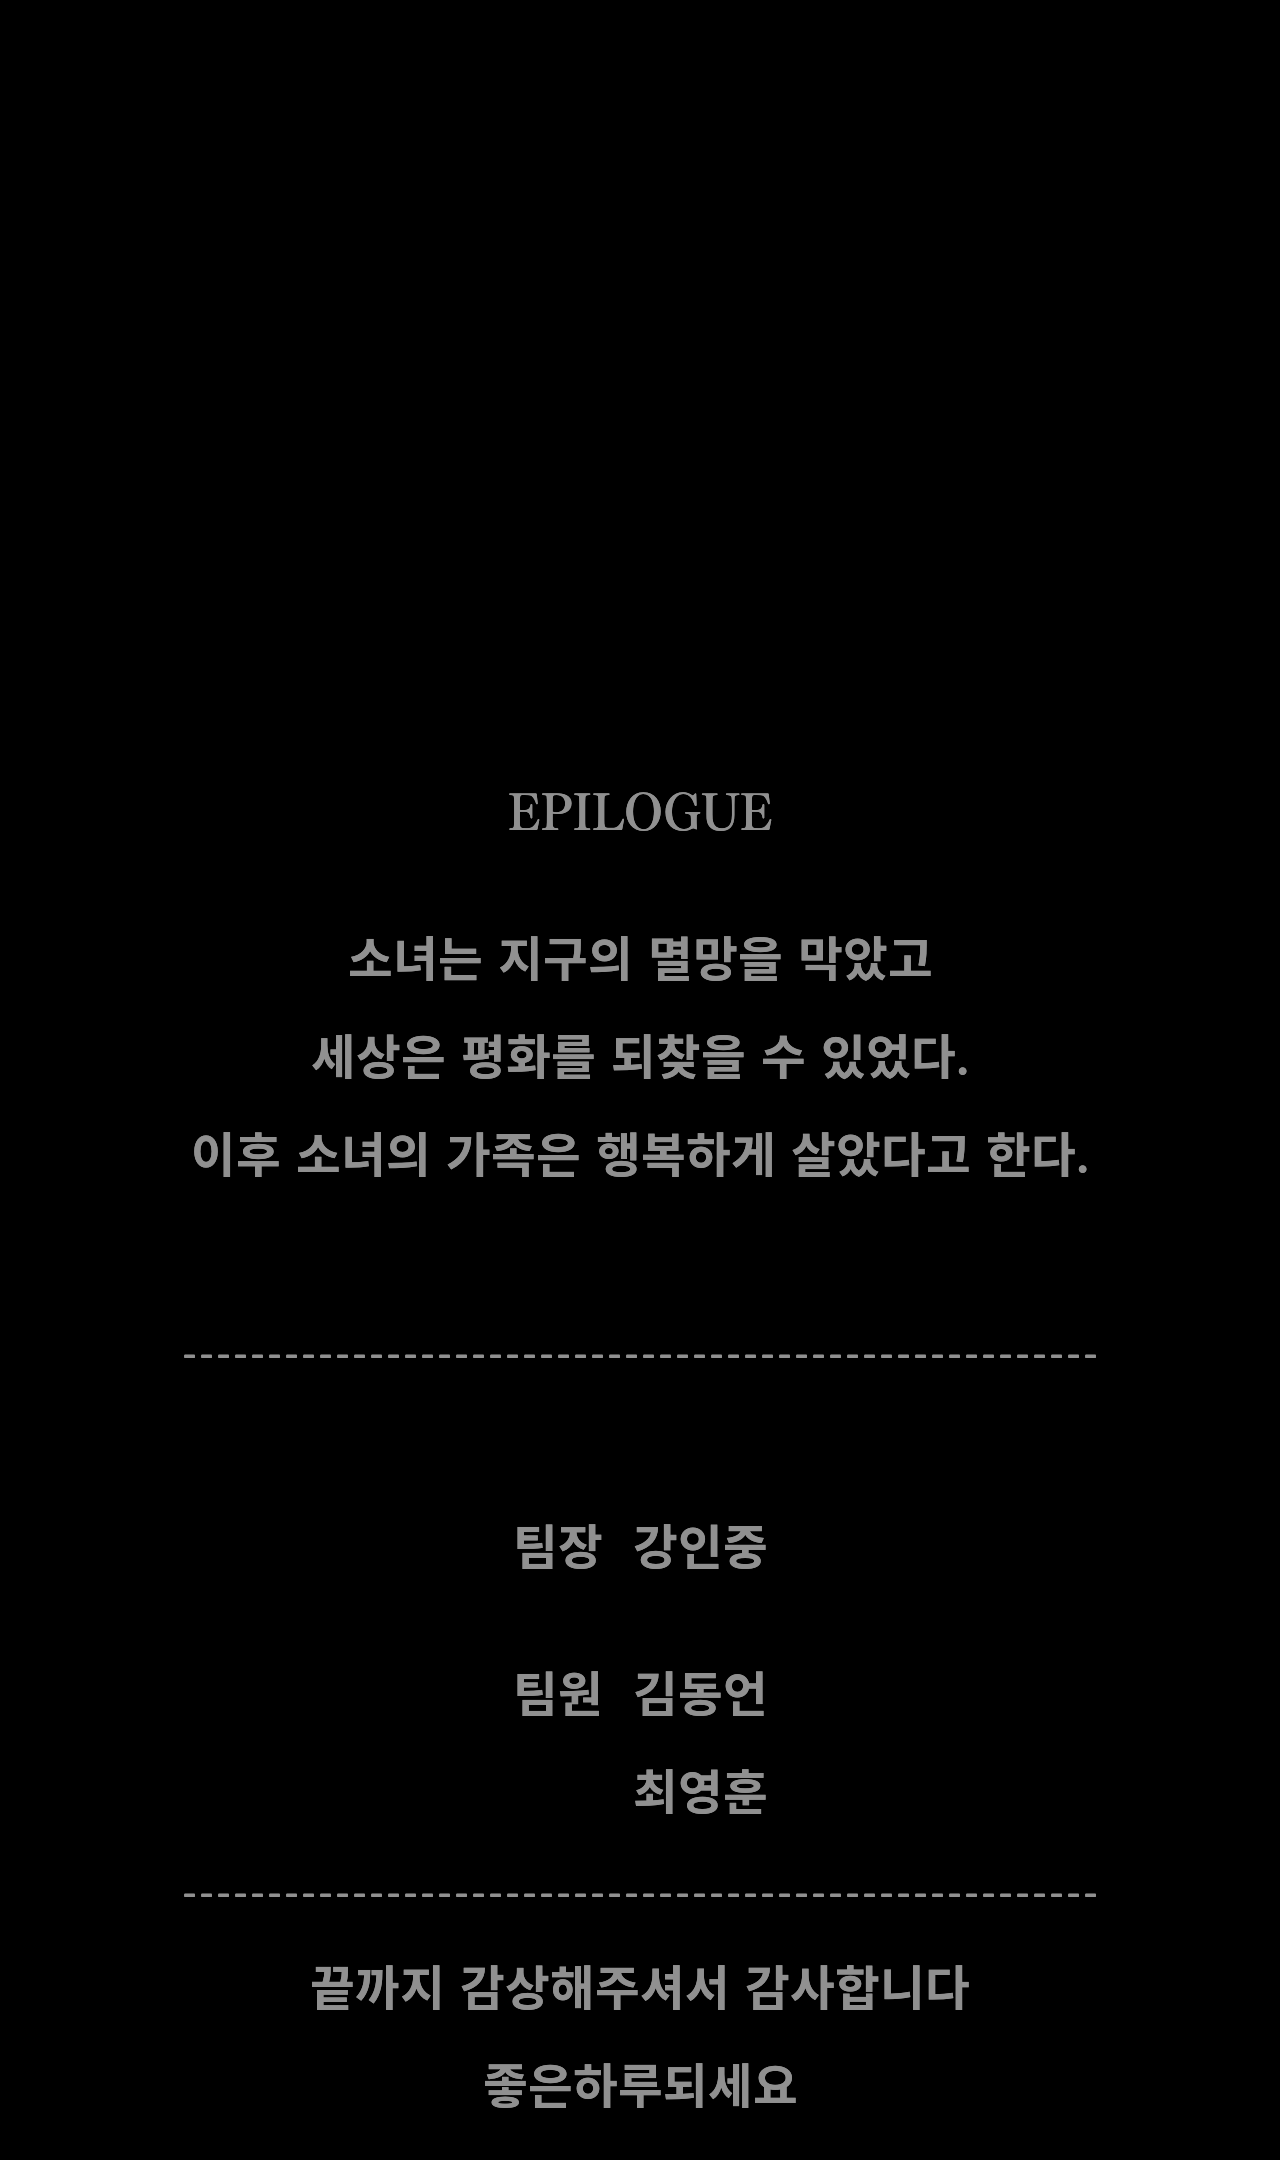 EPILOGUE
소녀는 지구의 멸망을 막았고
세상은 평화를 되찾을 수 있었다.
이후 소녀의 가족은 행복하게 살았다고 한다.
------------------------------------------------------
팀장 강인중
팀원 김동언
최영훈
------------------------------------------------------
끝까지 감상해주셔서 감사합니다
좋은하루되세요